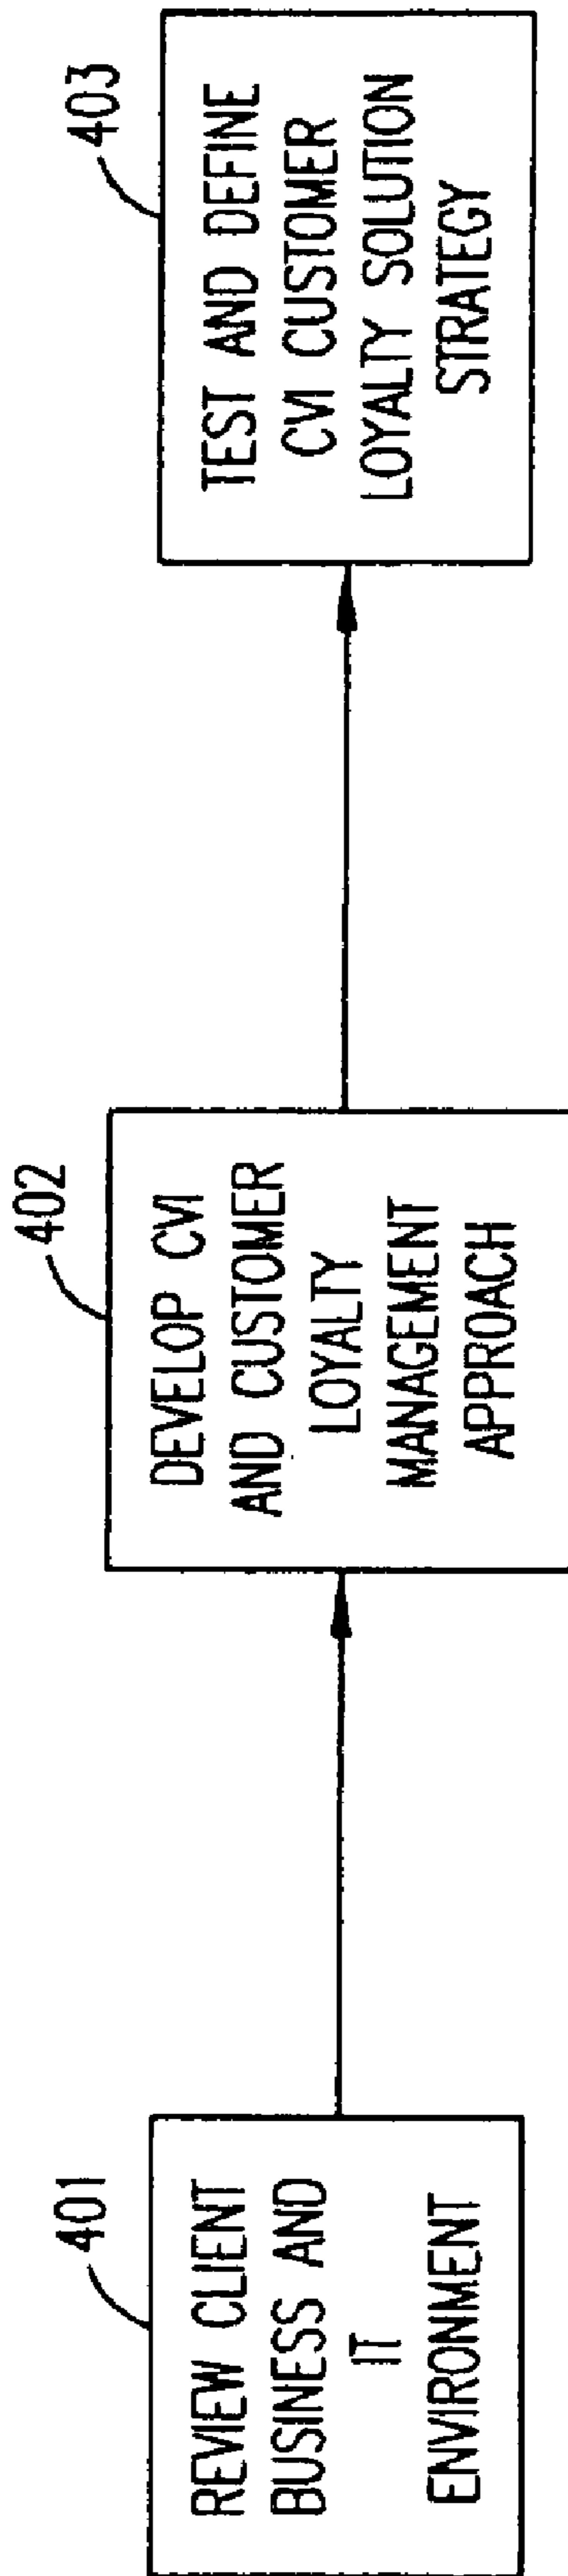 401
REVIEW CLIENT
BUSINESS AND
IT
ENVIRONMENT
402
DEVELOP CVI
AND CUSTOMER
LOYALTY
MANAGEMENT
APPROACH
403
TEST AND DEFINE
CVI CUSTOMER
LOYALTY SOLUTION
STRATEGY